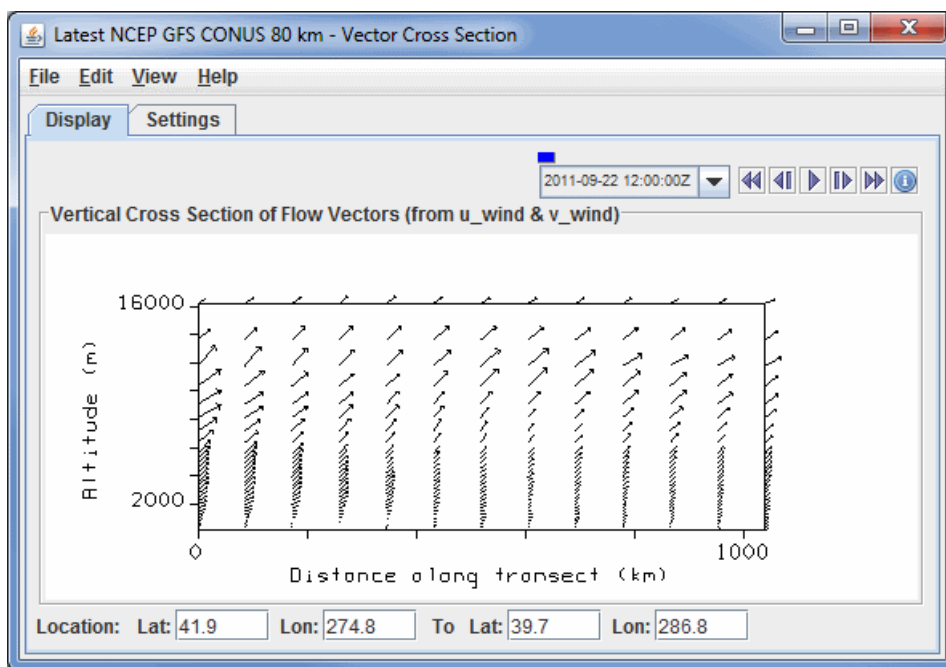 Latest NCEP GFS CONUS 80 km - Vector Cross Section
File Edit View Help
Display Settings
2011-09-22 12:00:00Z
Vertical Cross Section of Flow Vectors (from u_wind & v_wind)
16000
Altitude (m)
2000
0 1000
Distance along transect (km)
Location: Lat: 41.9 Lon: 274.8 To Lat: 39.7 Lon: 286.8